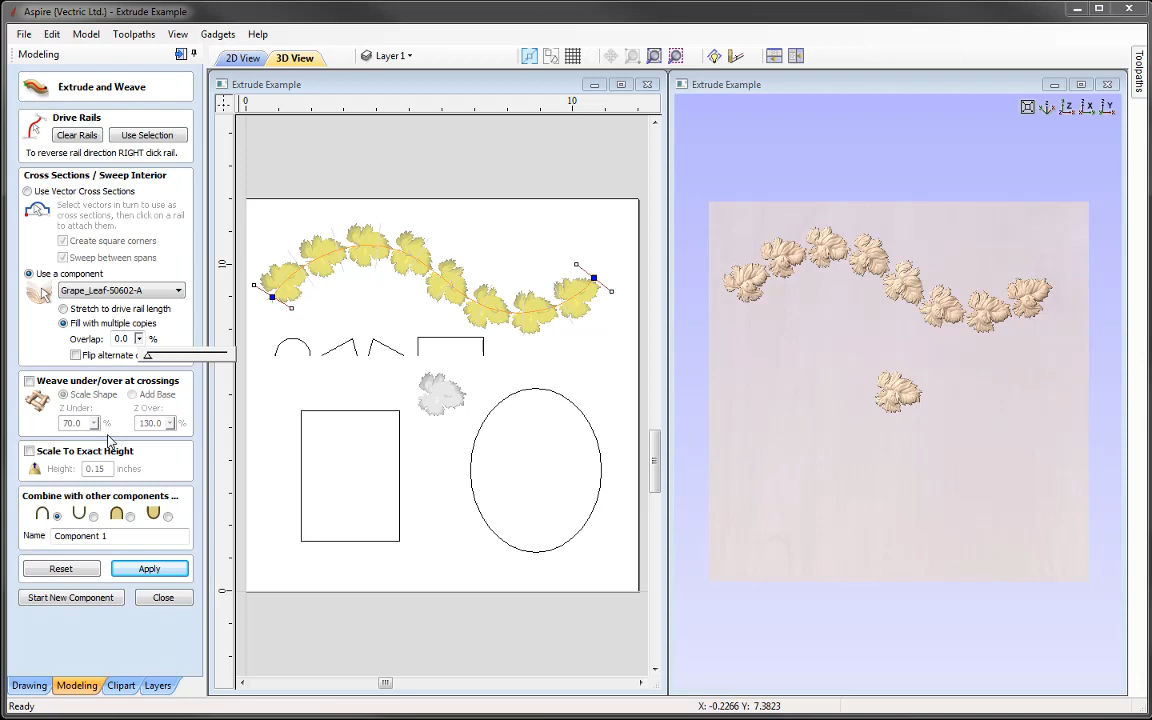 Aspire (Vectric Ltd.) - Extrude Example
File Edit Model Toolpaths View Gadgets Help
Modeling
2D View 3D View Layer1
Extrude and Weave
Drive Rails
Clear Rails Use Selection
To reverse rail direction RIGHT click rail.
Cross Sections / Sweep Interior
Use Vector Cross Sections
Select vectors in turn to use as
cross sections, then click on a rail
to attach them.
Create square corners
Sweep between spans
Use a component
Grape_Leaf-50602-A
Stretch to drive rail length
Fill with multiple copies
Overlap: 0.0 %
Flip alternate
Weave under/over at crossings
Scale Shape Add Base
Z Under: Z Over:
70.0 % 130.0 %
Scale To Exact Height
Height: 0.15 inches
Combine with other components ...
Name Component 1
Reset Apply
Start New Component Close
Drawing Modeling Clipart Layers
Ready
Extrude Example
0 10
10
0
Extrude Example
Z X Y
Toolpaths
X: -0.2266 Y: 7.3823